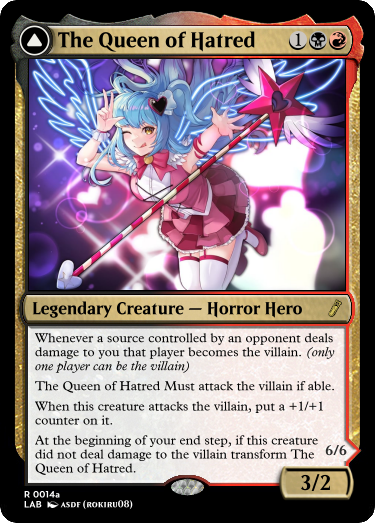 The Queen of Hatred 1
Legendary Creature — Horror Hero
Whenever a source controlled by an opponent deals
damage to you that player becomes the villain. (only
one player can be the villain)
The Queen of Hatred Must attack the villain if able.
When this creature attacks the villain, put a +1/+1
counter on it.
At the beginning of your end step, if this creature
did not deal damage to the villain transform The
Queen of Hatred.
6/6
3/2
R 0014a
LAB ASDF (ROKIRU08)